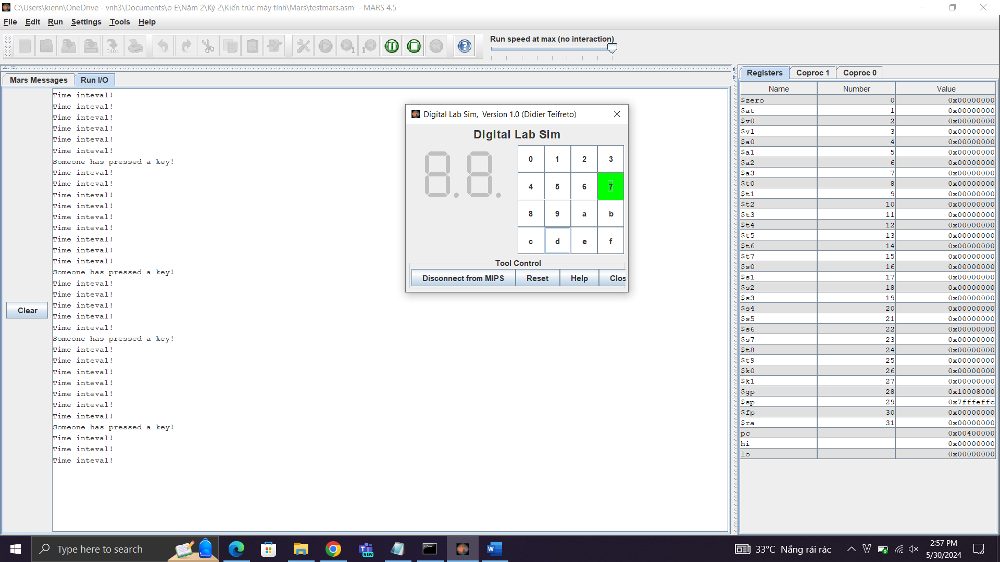 C:\Users\kienn\OneDrive - vnh3\Documents\o E\Năm 2\Kỳ 2\Kiến trúc máy tính\Mars\testmars.asm - MARS 4.5
File Edit Run Settings Tools Help
Run speed at max (no interaction)
Mars Messages Run I/O
Time inteval!
Time inteval!
Time inteval!
Time inteval!
Time inteval!
Time inteval!
Someone has pressed a key!
Time inteval!
Time inteval!
Time inteval!
Time inteval!
Time inteval!
Time inteval!
Time inteval!
Time inteval!
Time inteval!
Someone has pressed a key!
Time inteval!
Time inteval!
Time inteval!
Time inteval!
Time inteval!
Someone has pressed a key!
Time inteval!
Time inteval!
Time inteval!
Time inteval!
Time inteval!
Time inteval!
Time inteval!
Someone has pressed a key!
Time inteval!
Time inteval!
Time inteval!
Clear
Digital Lab Sim, Version 1.0 (Didier Teifreto)
Digital Lab Sim
8.8.
0 1 2 3
4 5 6 7
8 9 a b
c d e f
Tool Control
Disconnect from MIPS Reset Help Clos
Registers Coproc 1 Coproc 0
Name Number Value
$zero 0 0x00000000
$at 1 0x00000000
$v0 2 0x00000000
$v1 3 0x00000000
$a0 4 0x00000000
$a1 5 0x00000000
$a2 6 0x00000000
$a3 7 0x00000000
$t0 8 0x00000000
$t1 9 0x00000000
$t2 10 0x00000000
$t3 11 0x00000000
$t4 12 0x00000000
$t5 13 0x00000000
$t6 14 0x00000000
$t7 15 0x00000000
$s0 16 0x00000000
$s1 17 0x00000000
$s2 18 0x00000000
$s3 19 0x00000000
$s4 20 0x00000000
$s5 21 0x00000000
$s6 22 0x00000000
$s7 23 0x00000000
$t8 24 0x00000000
$t9 25 0x00000000
$k0 26 0x00000000
$k1 27 0x00000000
$gp 28 0x10008000
$sp 29 0x7fffeffc
$fp 30 0x00000000
$ra 31 0x00000000
pc 0x00400000
hi 0x00000000
lo 0x00000000
Type here to search
33°C Nắng rải rác
2:57 PM
5/30/2024